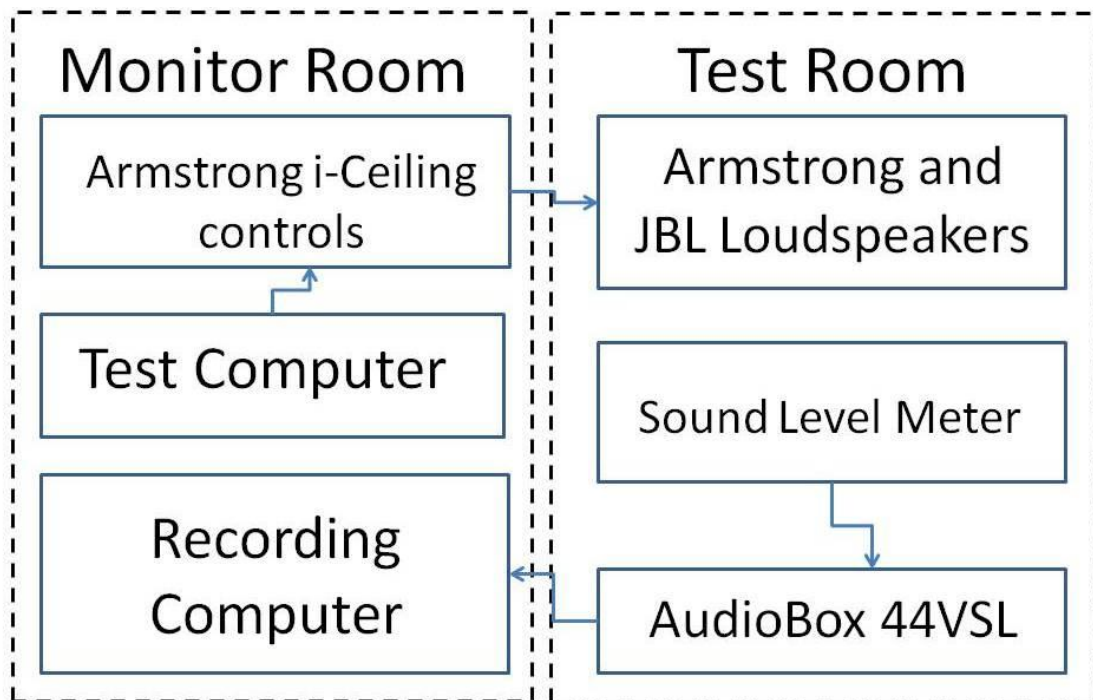 Monitor Room
Armstrong i-Ceiling
controls
Test Computer
Recording
Computer
Test Room
Armstrong and
JBL Loudspeakers
Sound Level Meter
AudioBox 44VSL